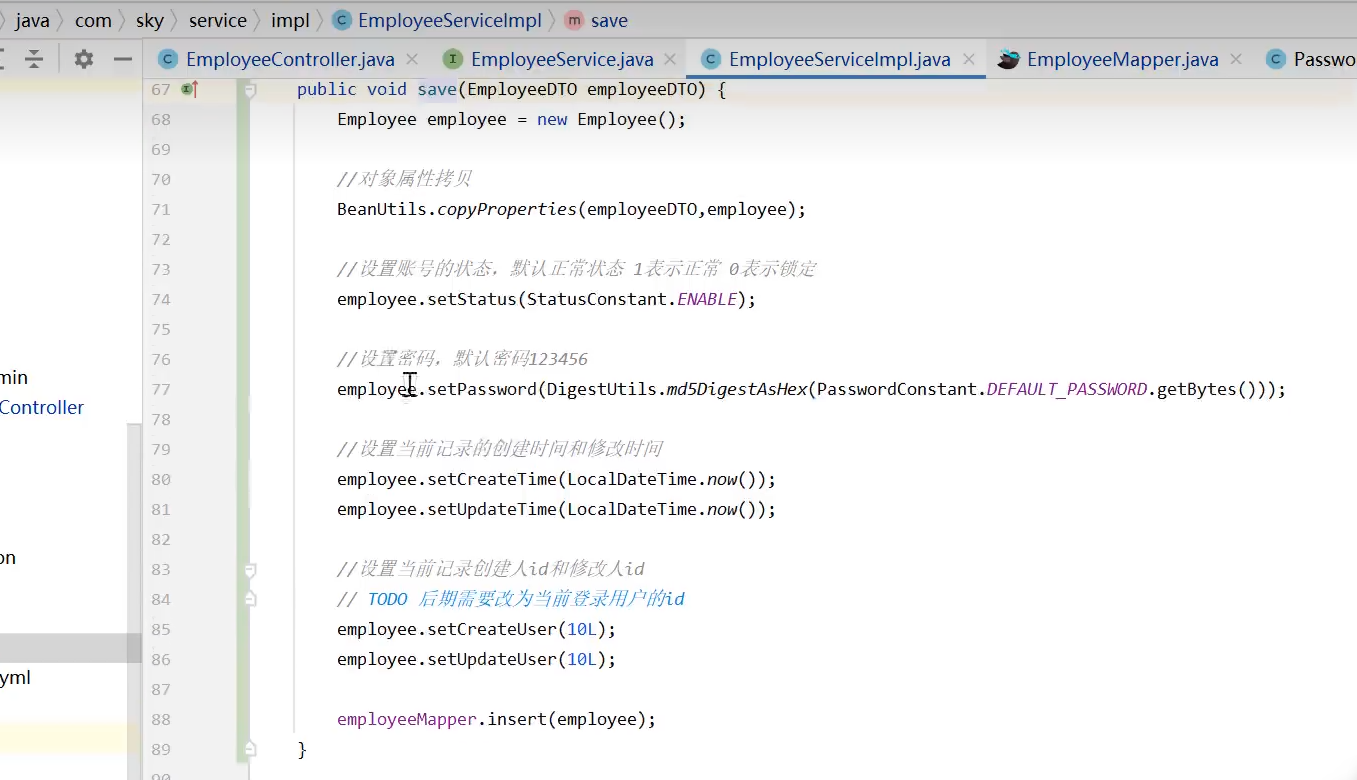 java com sky service impl C EmployeeServiceImpl m save
C EmployeeController.java × I EmployeeService.java × C EmployeeServiceImpl.java × EmployeeMapper.java × C Passwo
67 public void save(EmployeeDTO employeeDTO) {
68 Employee employee = new Employee();
69
70 //对象属性拷贝
71 BeanUtils.copyProperties(employeeDTO,employee);
72
73 //设置账号的状态，默认正常状态 1表示正常 0表示锁定
74 employee.setStatus(StatusConstant.ENABLE);
75
76 //设置密码，默认密码123456
min
77 employee.setPassword(DigestUtils.md5DigestAsHex(PasswordConstant.DEFAULT_PASSWORD.getBytes()));
Controller
78
79 //设置当前记录的创建时间和修改时间
80 employee.setCreateTime(LocalDateTime.now());
81 employee.setUpdateTime(LocalDateTime.now());
82
on
83 //设置当前记录创建人id和修改人id
84 // TODO 后期需要改为当前登录用户的id
85 employee.setCreateUser(10L);
86 employee.setUpdateUser(10L);
yml
87
88 employeeMapper.insert(employee);
89 }
90